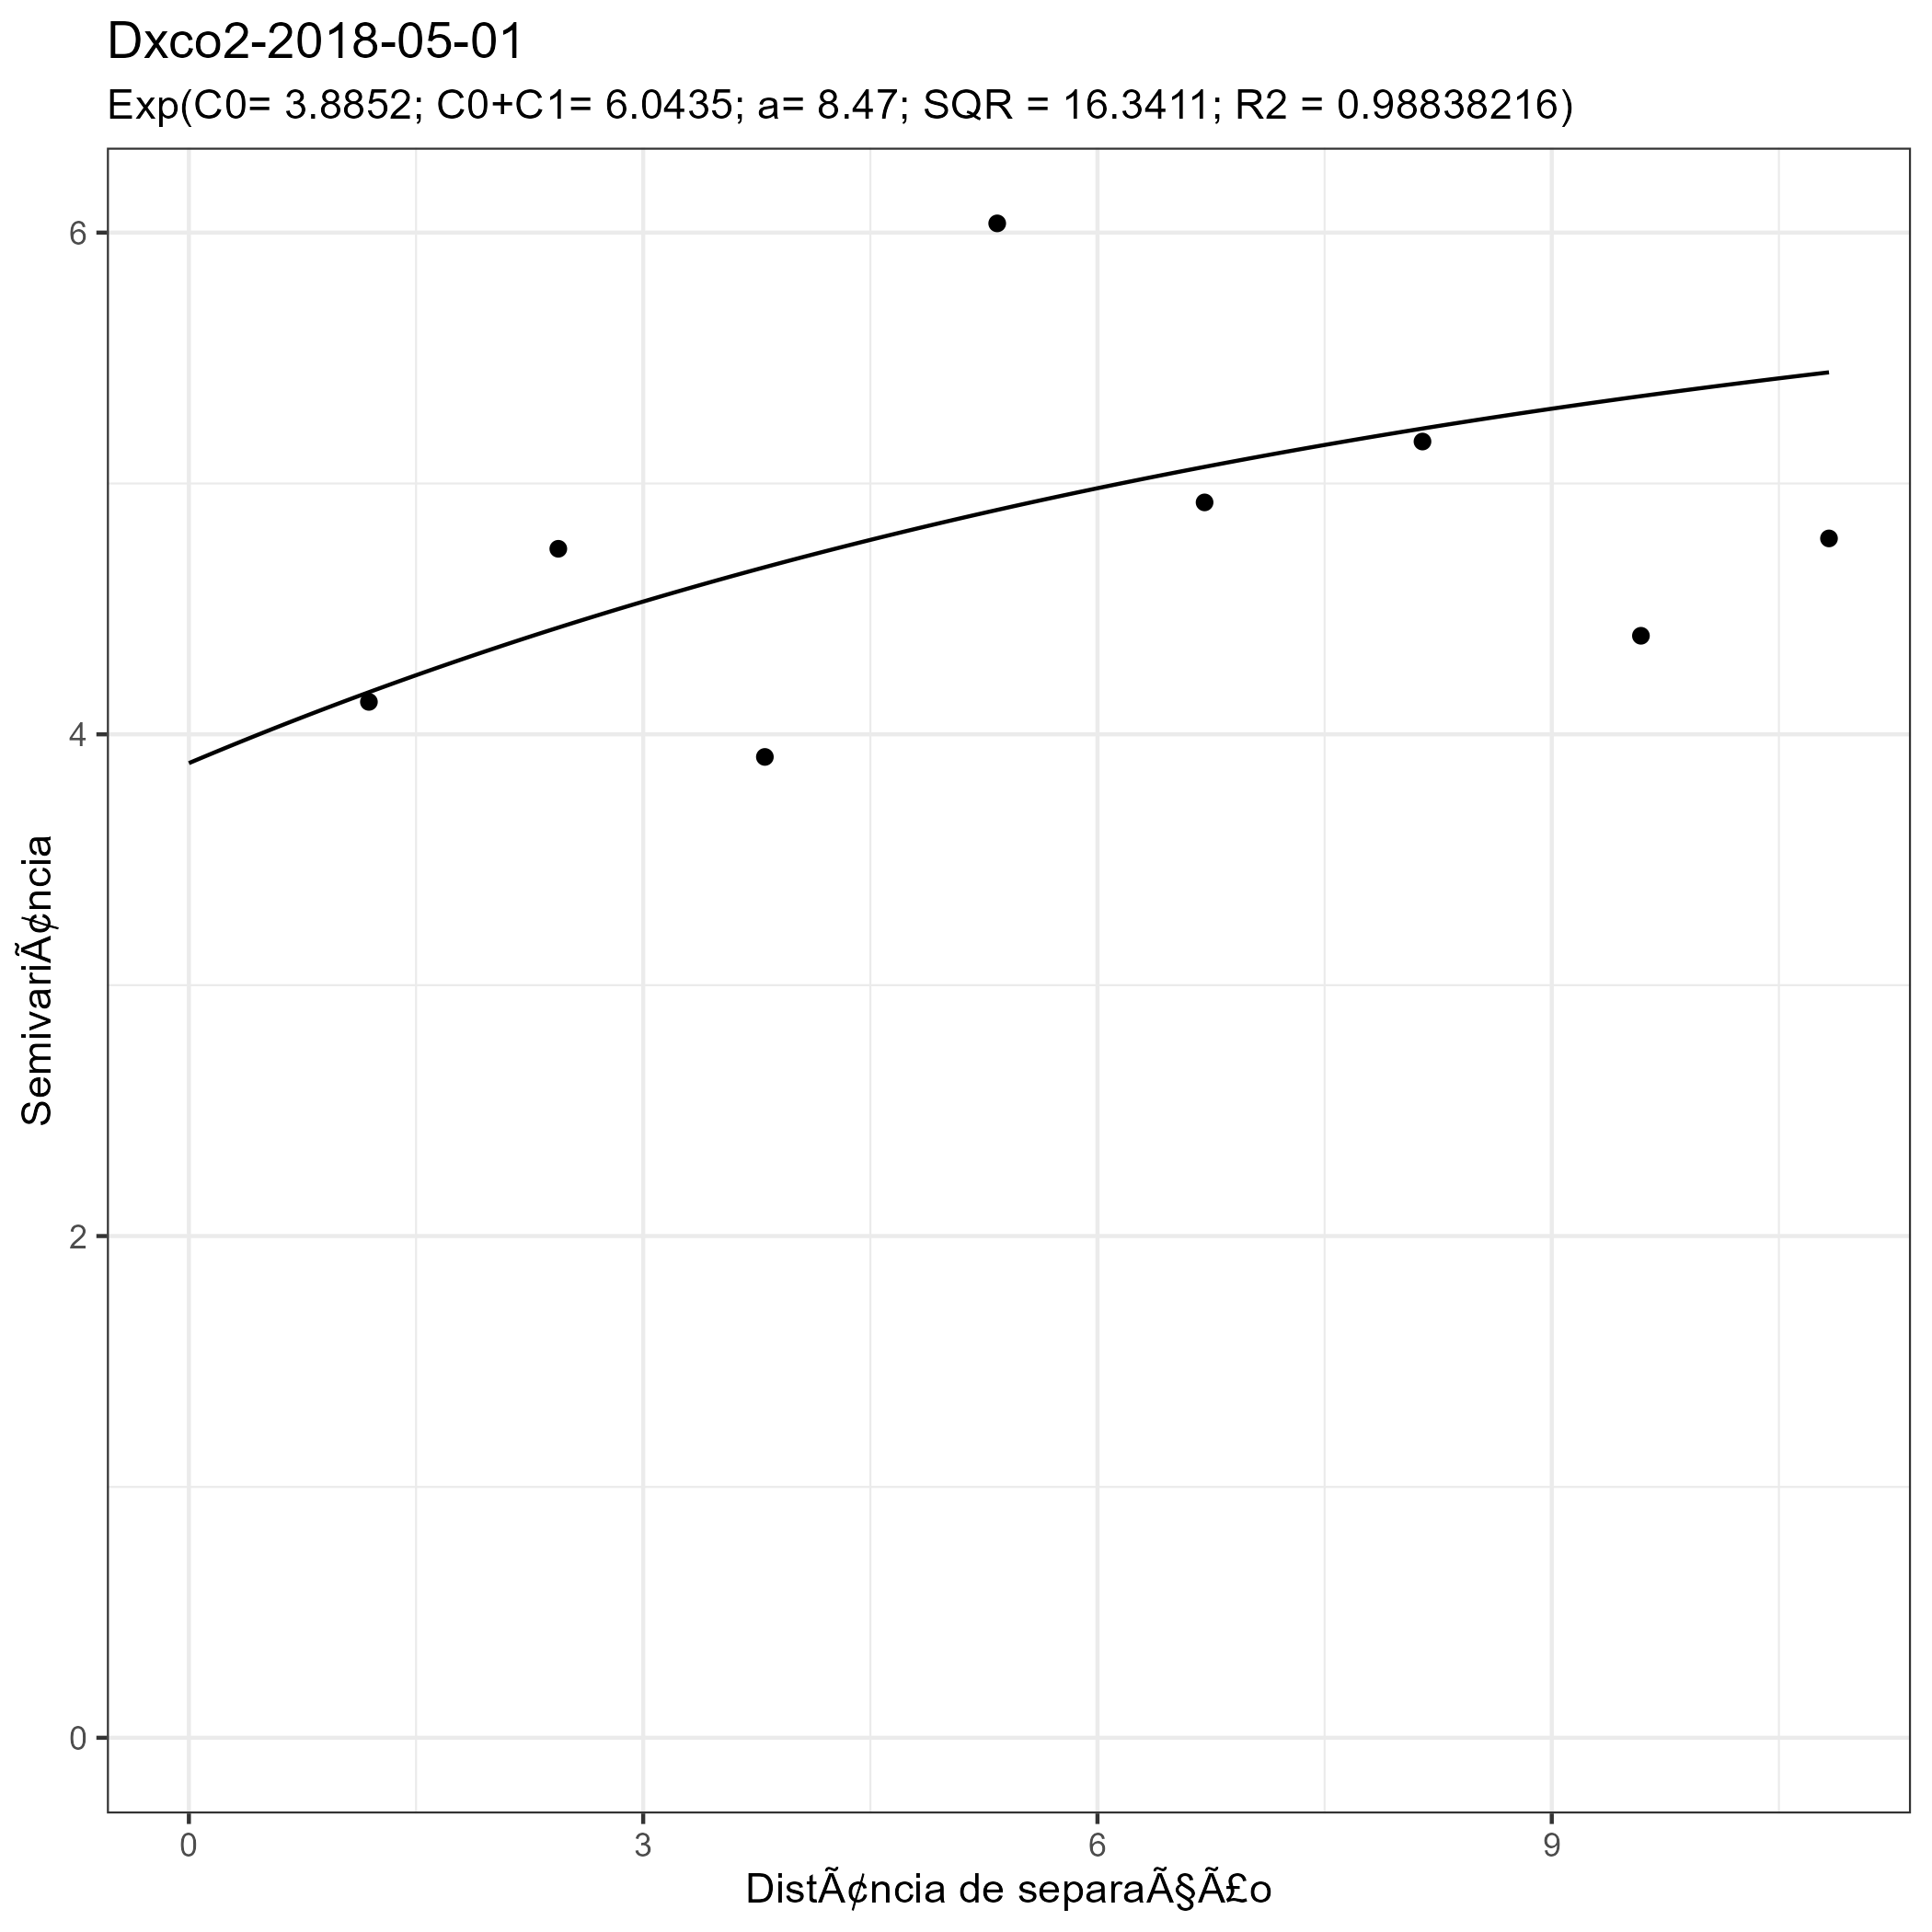 Dxco2-2018-05-01
Exp(C0= 3.8852; C0+C1= 6.0435; a= 8.47; SQR = 16.3411; R2 = 0.98838216)
6
4
2
0
SemivariÃ¢ncia
0 3 6 9
DistÃ¢ncia de separaÃ§Ã£o